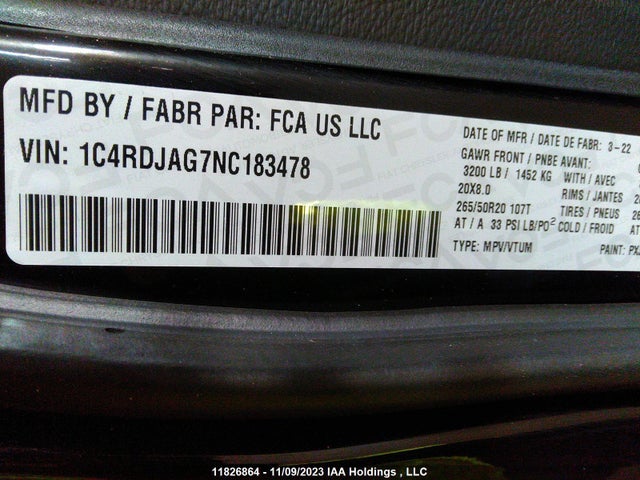 MFD BY / FABR PAR: FCA US LLC
VIN: 1C4RDJAG7NC183478
DATE OF MFR / DATE DE FABR: 3-22
GAWR FRONT / PNBE AVANT:
3200 LB / 1452 KG WITH / AVEC
20X8.0 RIMS / JANTES
265/50R20 107T TIRES / PNEUS
AT / A 33 PSI LB/PO² COLD / FROID AT
TYPE: MPV/VTUM PAINT:
11826864 - 11/09/2023 IAA Holdings , LLC